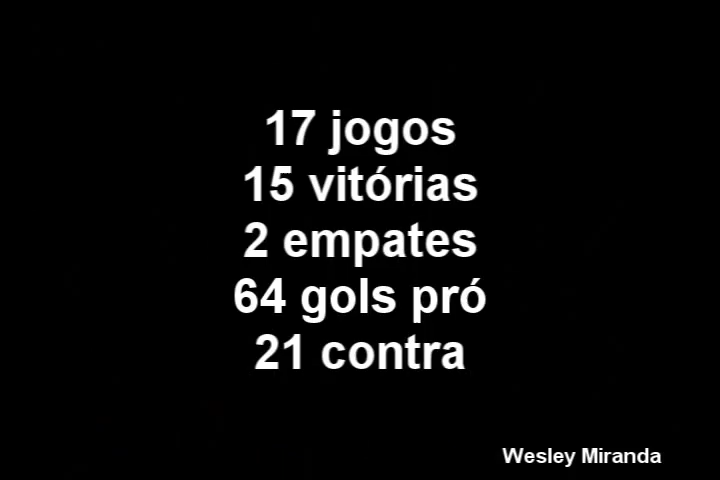 17 jogos
15 vitórias
2 empates
64 gols pró
21 contra
Wesley Miranda